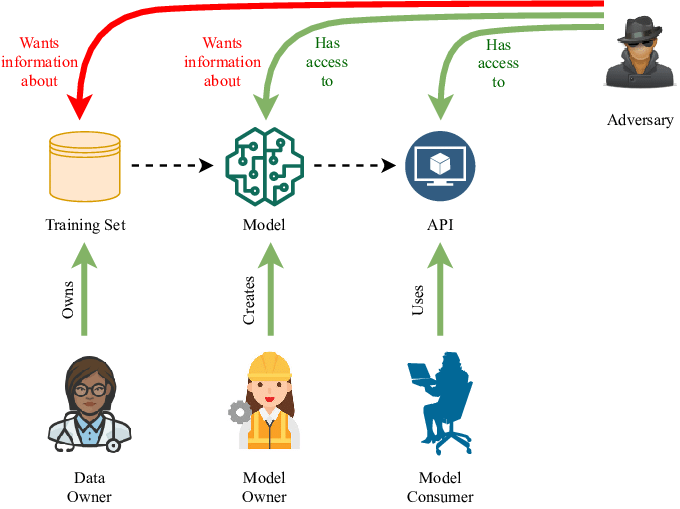 Wants
information
about
Wants
information
about
Has
access
to
Has
access
to
Adversary
Training Set
Model
API
Owns
Creates
Uses
Data
Owner
Model
Owner
Model
Consumer